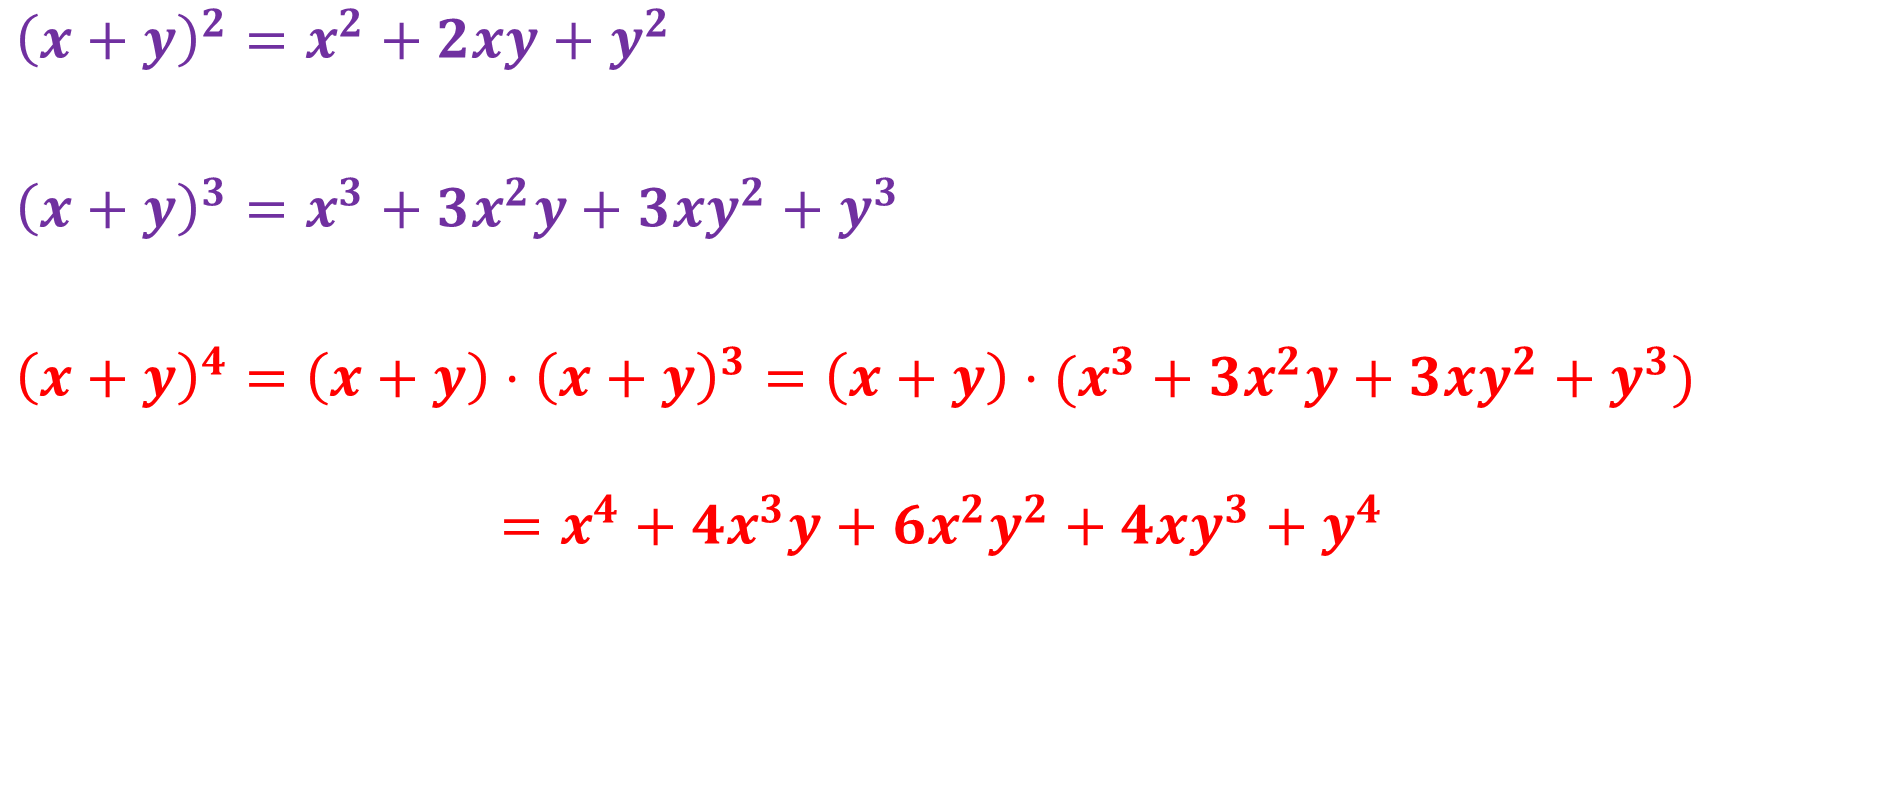 (x + y)² = x² + 2xy + y²
(x + y)³ = x³ + 3x²y + 3xy² + y³
(x + y)⁴ = (x + y) · (x + y)³ = (x + y) · (x³ + 3x²y + 3xy² + y³)
= x⁴ + 4x³y + 6x²y² + 4xy³ + y⁴